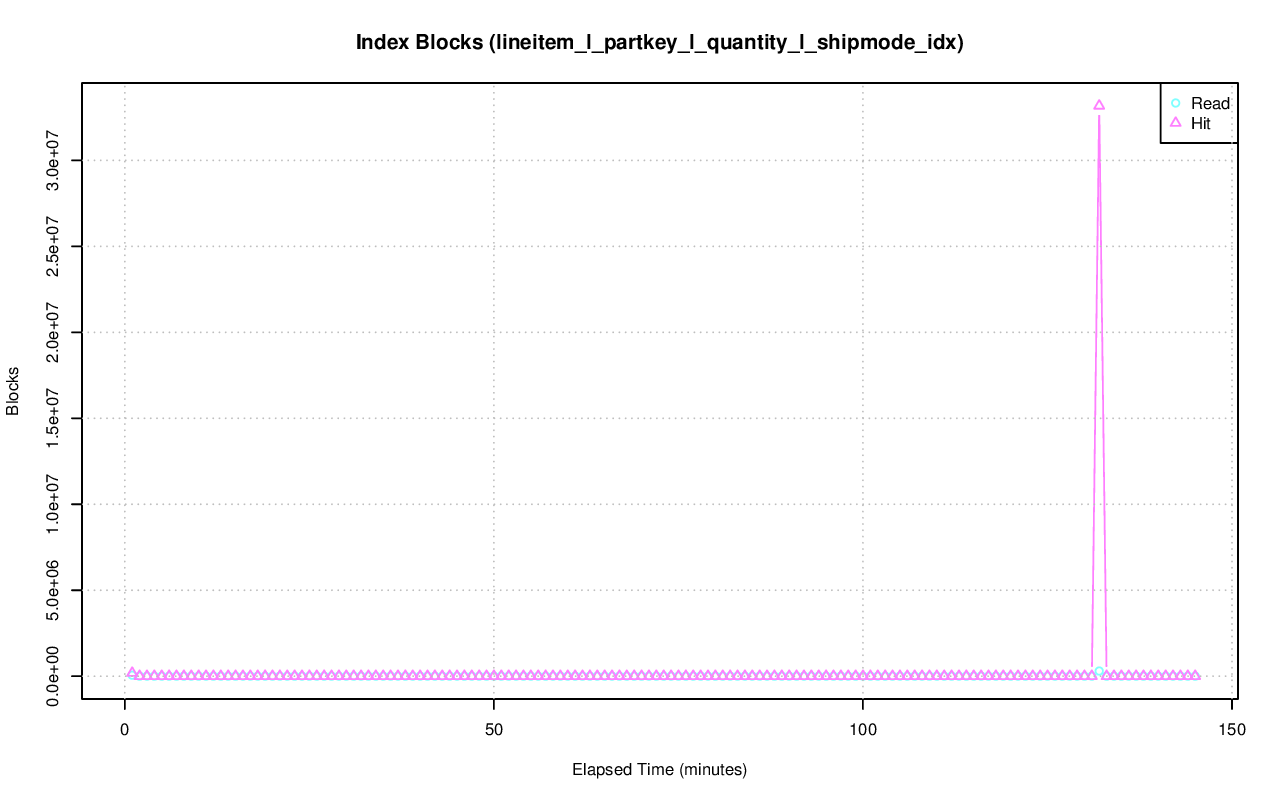 Index Blocks (lineitem_l_partkey_l_quantity_l_shipmode_idx)
Read
Hit
3.0e+07
2.5e+07
2.0e+07
1.5e+07
1.0e+07
5.0e+06
0.0e+00
Blocks
0 50 100 150
Elapsed Time (minutes)